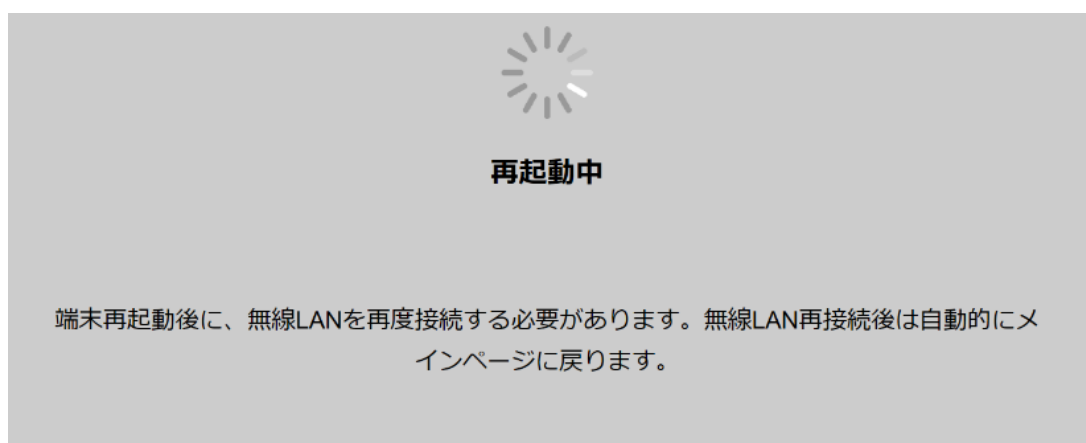 再起動中
端末再起動後に、無線LANを再度接続する必要があります。無線LAN再接続後は自動的にメ
インページに戻ります。